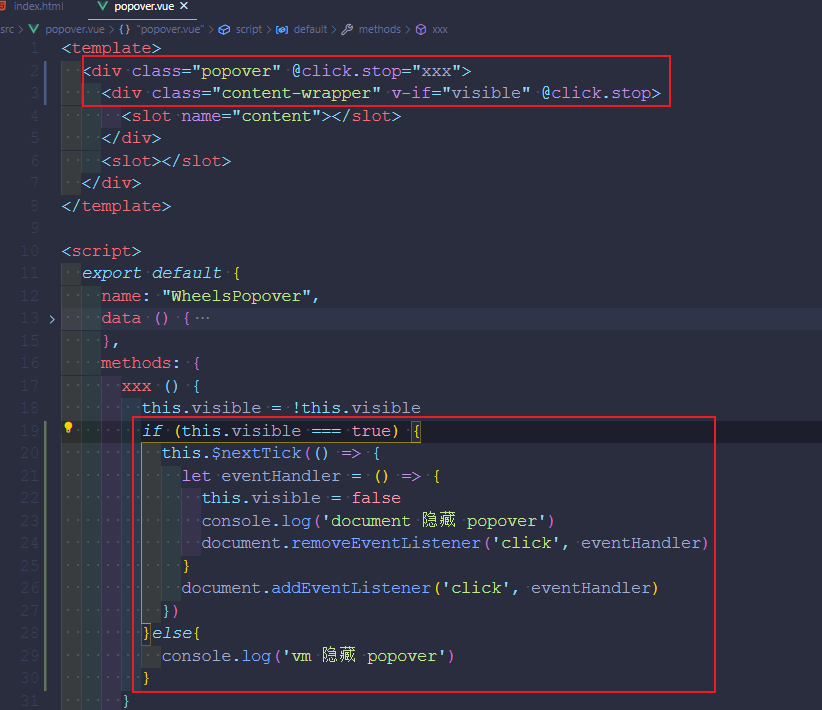 index.html popover.vue ×
src > popover.vue > {} "popover.vue" > script > default > methods > xxx
1 <template>
2 <div class="popover" @click.stop="xxx">
3 <div class="content-wrapper" v-if="visible" @click.stop>
4 <slot name="content"></slot>
5 </div>
6 <slot></slot>
7 </div>
8 </template>
9
10 <script>
11 export default {
12 name: "WheelsPopover",
13 data () { ···
15 },
16 methods: {
17 xxx () {
18 this.visible = !this.visible
19 if (this.visible === true) {
20 this.$nextTick(() => {
21 let eventHandler = () => {
22 this.visible = false
23 console.log('document 隐藏 popover')
24 document.removeEventListener('click', eventHandler)
25 }
26 document.addEventListener('click', eventHandler)
27 })
28 }else{
29 console.log('vm 隐藏 popover')
30 }
31 }